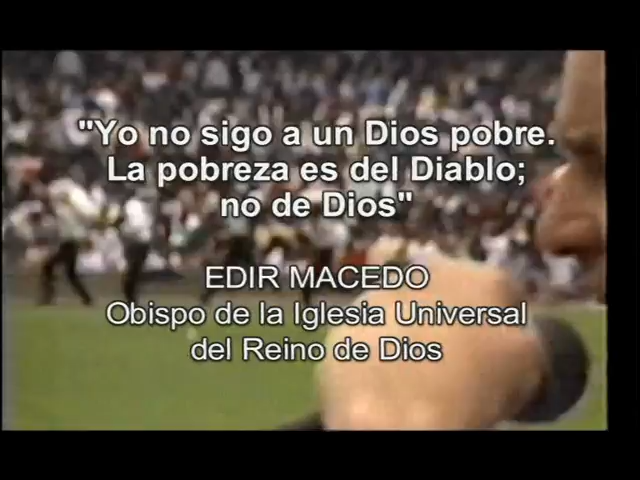 "Yo no sigo a un Dios pobre.
La pobreza es del Diablo;
no de Dios"
EDIR MACEDO
Obispo de la Iglesia Universal
del Reino de Dios